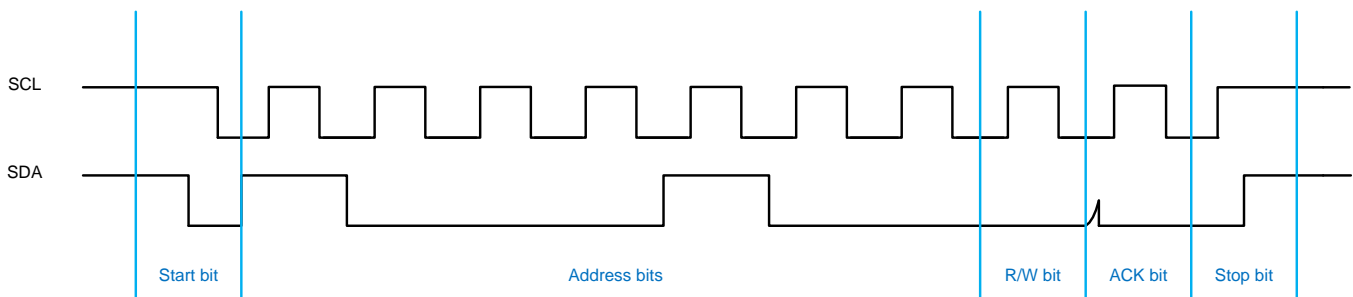 SCL
SDA
Start bit
Address bits
R/W bit
ACK bit
Stop bit